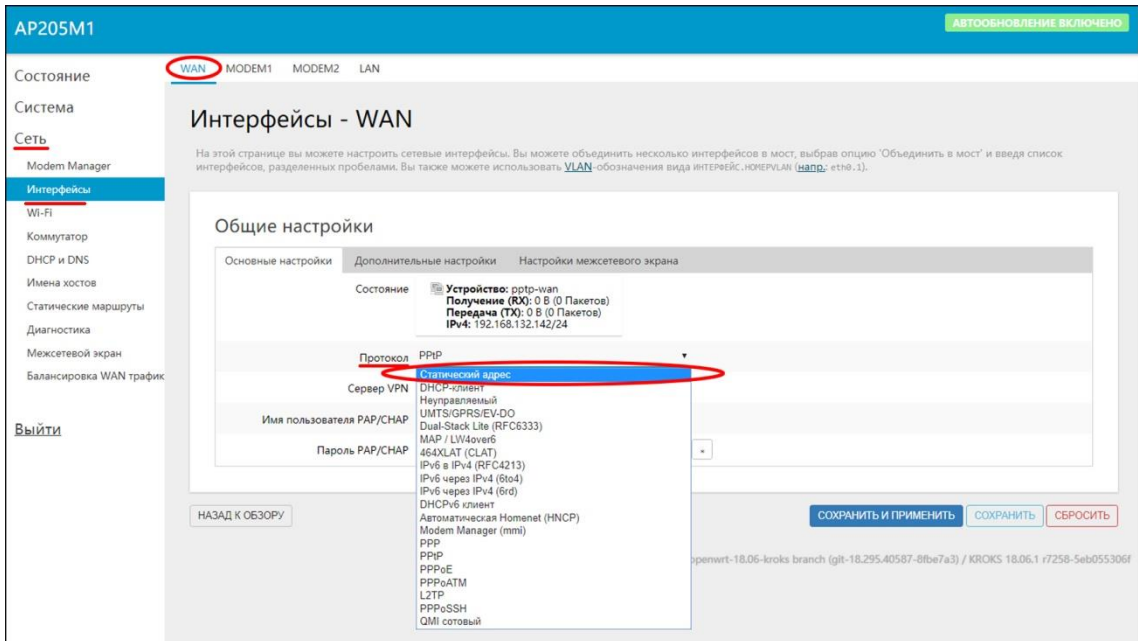 AP205M1
АВТООБНОВЛЕНИЕ ВКЛЮЧЕНО
Состояние
Система
Сеть
Modem Manager
Интерфейсы
Wi-Fi
Коммутатор
DHCP и DNS
Имена хостов
Статические маршруты
Диагностика
Межсетевой экран
Балансировка WAN трафик
Выйти
WAN MODEM1 MODEM2 LAN
Интерфейсы - WAN
На этой странице вы можете настроить сетевые интерфейсы. Вы можете объединить несколько интерфейсов в мост, выбрав опцию 'Объединить в мост' и введя список
интерфейсов, разделенных пробелами. Вы также можете использовать VLAN-обозначения вида ИНТЕРФЕЙС.НОМЕРVLAN (напр.: eth0.1).
Общие настройки
Основные настройки Дополнительные настройки Настройки межсетевого экрана
Состояние
Устройство: pptp-wan
Получение (RX): 0 B (0 Пакетов)
Передача (TX): 0 B (0 Пакетов)
IPv4: 192.168.132.142/24
Протокол PPtP
Сервер VPN
Имя пользователя PAP/CHAP
Пароль PAP/CHAP
Статический адрес
DHCP-клиент
Неуправляемый
UMTS/GPRS/EV-DO
Dual-Stack Lite (RFC6333)
MAP / LW4over6
464XLAT (CLAT)
IPv6 в IPv4 (RFC4213)
IPv6 через IPv4 (6to4)
IPv6 через IPv4 (6rd)
DHCPv6 клиент
Автоматическая Homenet (HNCP)
Modem Manager (mmi)
PPP
PPtP
PPPoE
PPPoATM
L2TP
PPPoSSH
QMI сотовый
НАЗАД К ОБЗОРУ
СОХРАНИТЬ И ПРИМЕНИТЬ СОХРАНИТЬ СБРОСИТЬ
openwrt-18.06-kroks branch (git-18.295.40587-8fbe7a3) / KROKS 18.06.1 r7258-5eb055306f